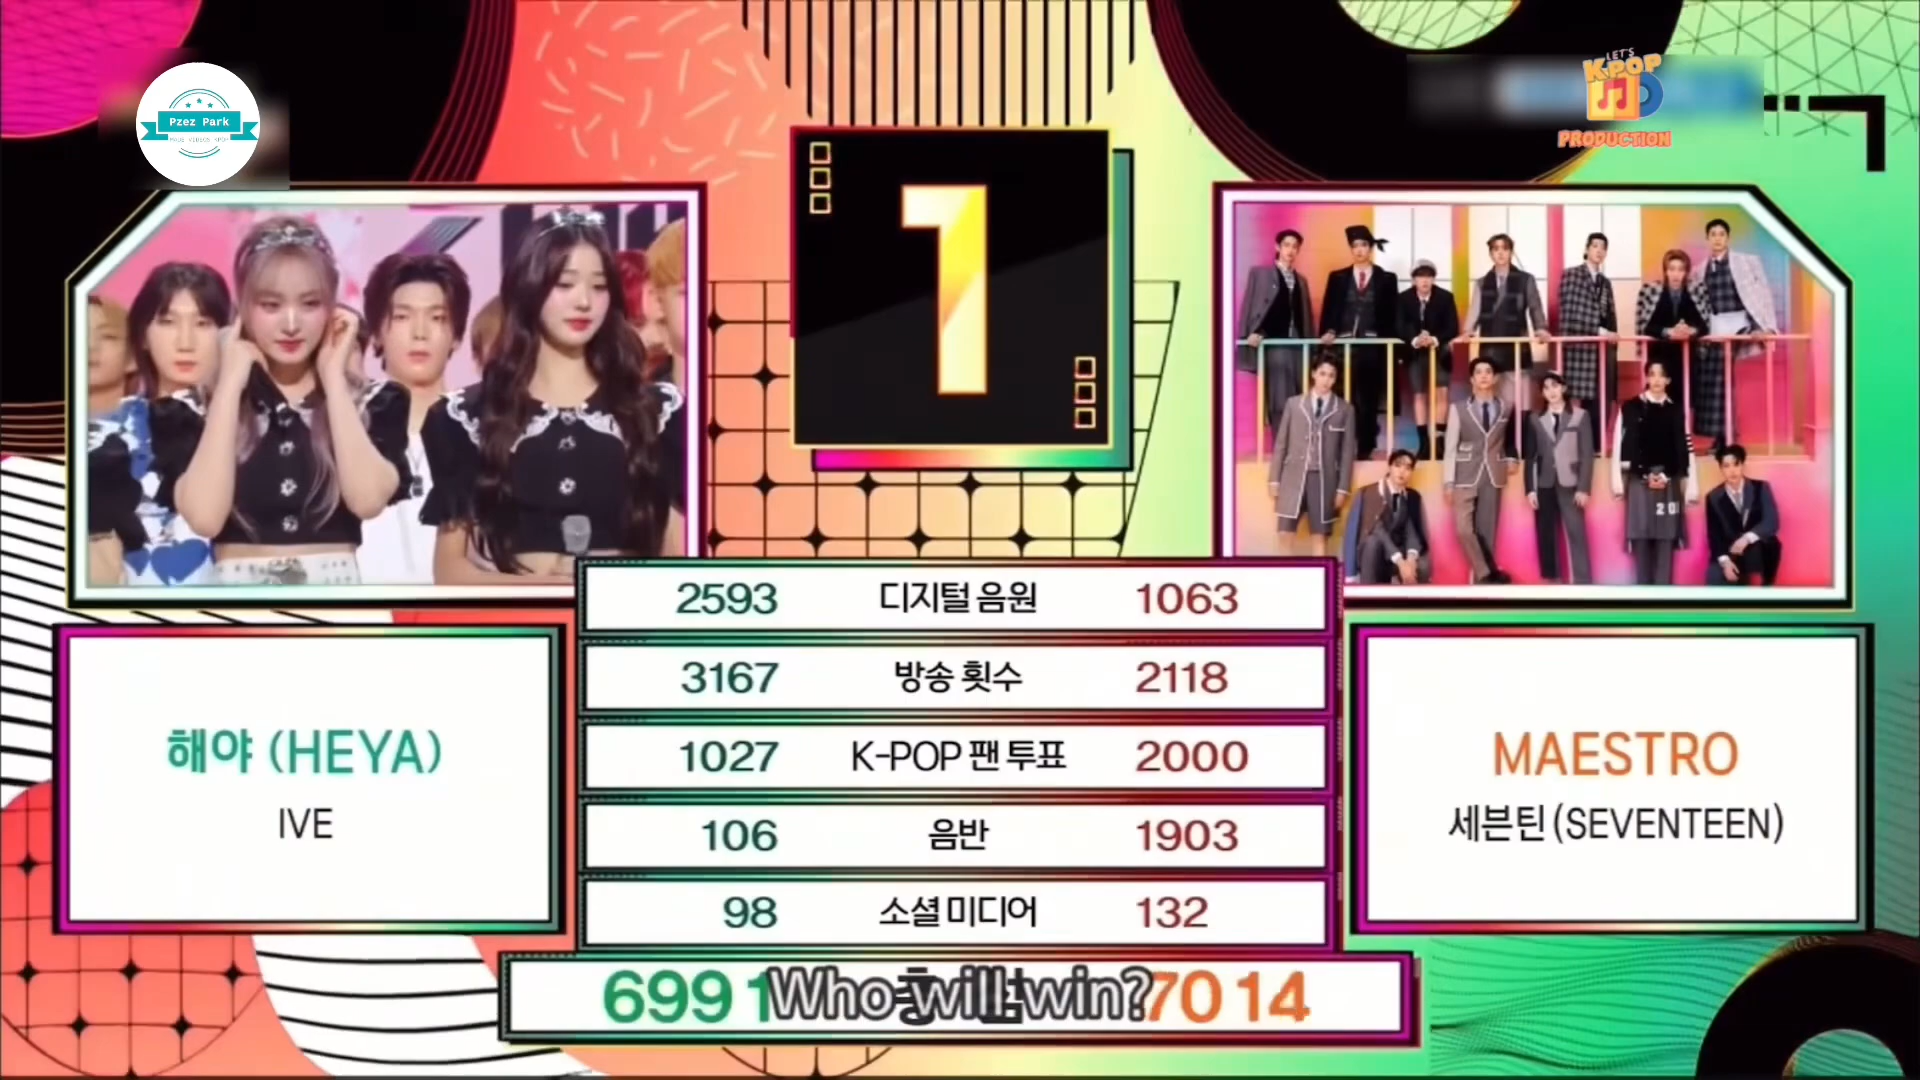 Pzez Park
LET'S
KPOP
PRODUCTION
1
2593 디지털 음원 1063
3167 방송 횟수 2118
1027 K-POP 팬 투표 2000
106 음반 1903
98 소셜 미디어 132
해야 (HEYA)
IVE
MAESTRO
세븐틴 (SEVENTEEN)
6991 7014
Who will win?